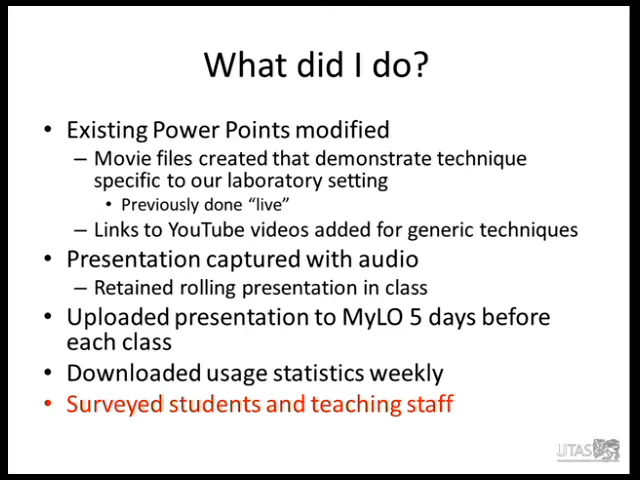 What did I do?
• Existing Power Points modified
– Movie files created that demonstrate technique
specific to our laboratory setting
• Previously done “live”
– Links to YouTube videos added for generic techniques
• Presentation captured with audio
– Retained rolling presentation in class
• Uploaded presentation to MyLO 5 days before
each class
• Downloaded usage statistics weekly
• Surveyed students and teaching staff
UTAS